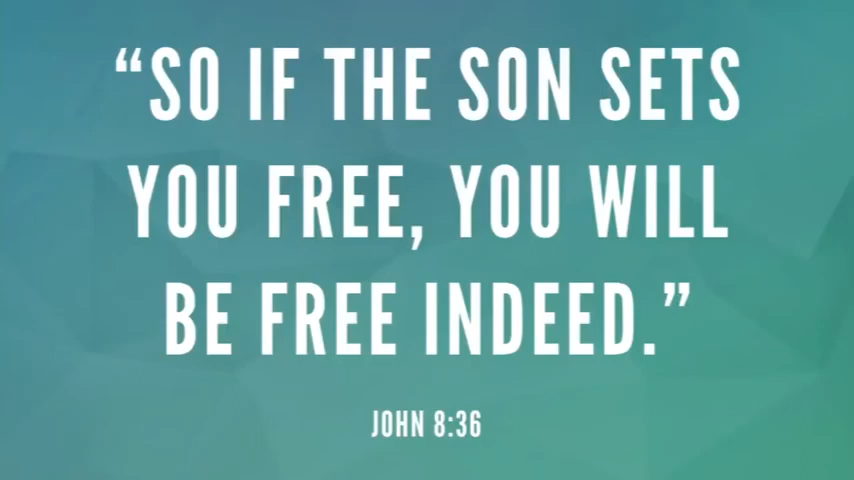 “SO IF THE SON SETS
YOU FREE, YOU WILL
BE FREE INDEED.”
JOHN 8:36